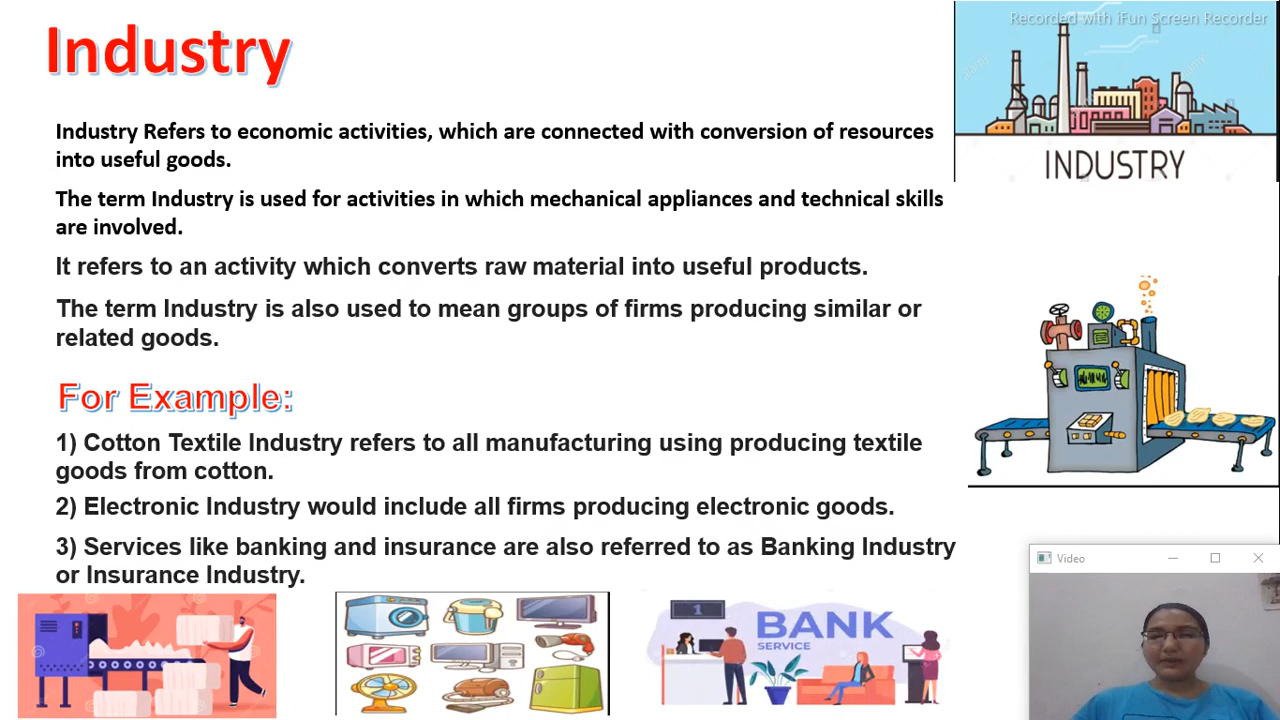 Industry
Recorded with iFun Screen Recorder
INDUSTRY
Industry Refers to economic activities, which are connected with conversion of resources
into useful goods.
The term Industry is used for activities in which mechanical appliances and technical skills
are involved.
It refers to an activity which converts raw material into useful products.
The term Industry is also used to mean groups of firms producing similar or
related goods.
For Example:
1) Cotton Textile Industry refers to all manufacturing using producing textile
goods from cotton.
2) Electronic Industry would include all firms producing electronic goods.
3) Services like banking and insurance are also referred to as Banking Industry
or Insurance Industry.
1
BANK
SERVICE
Video